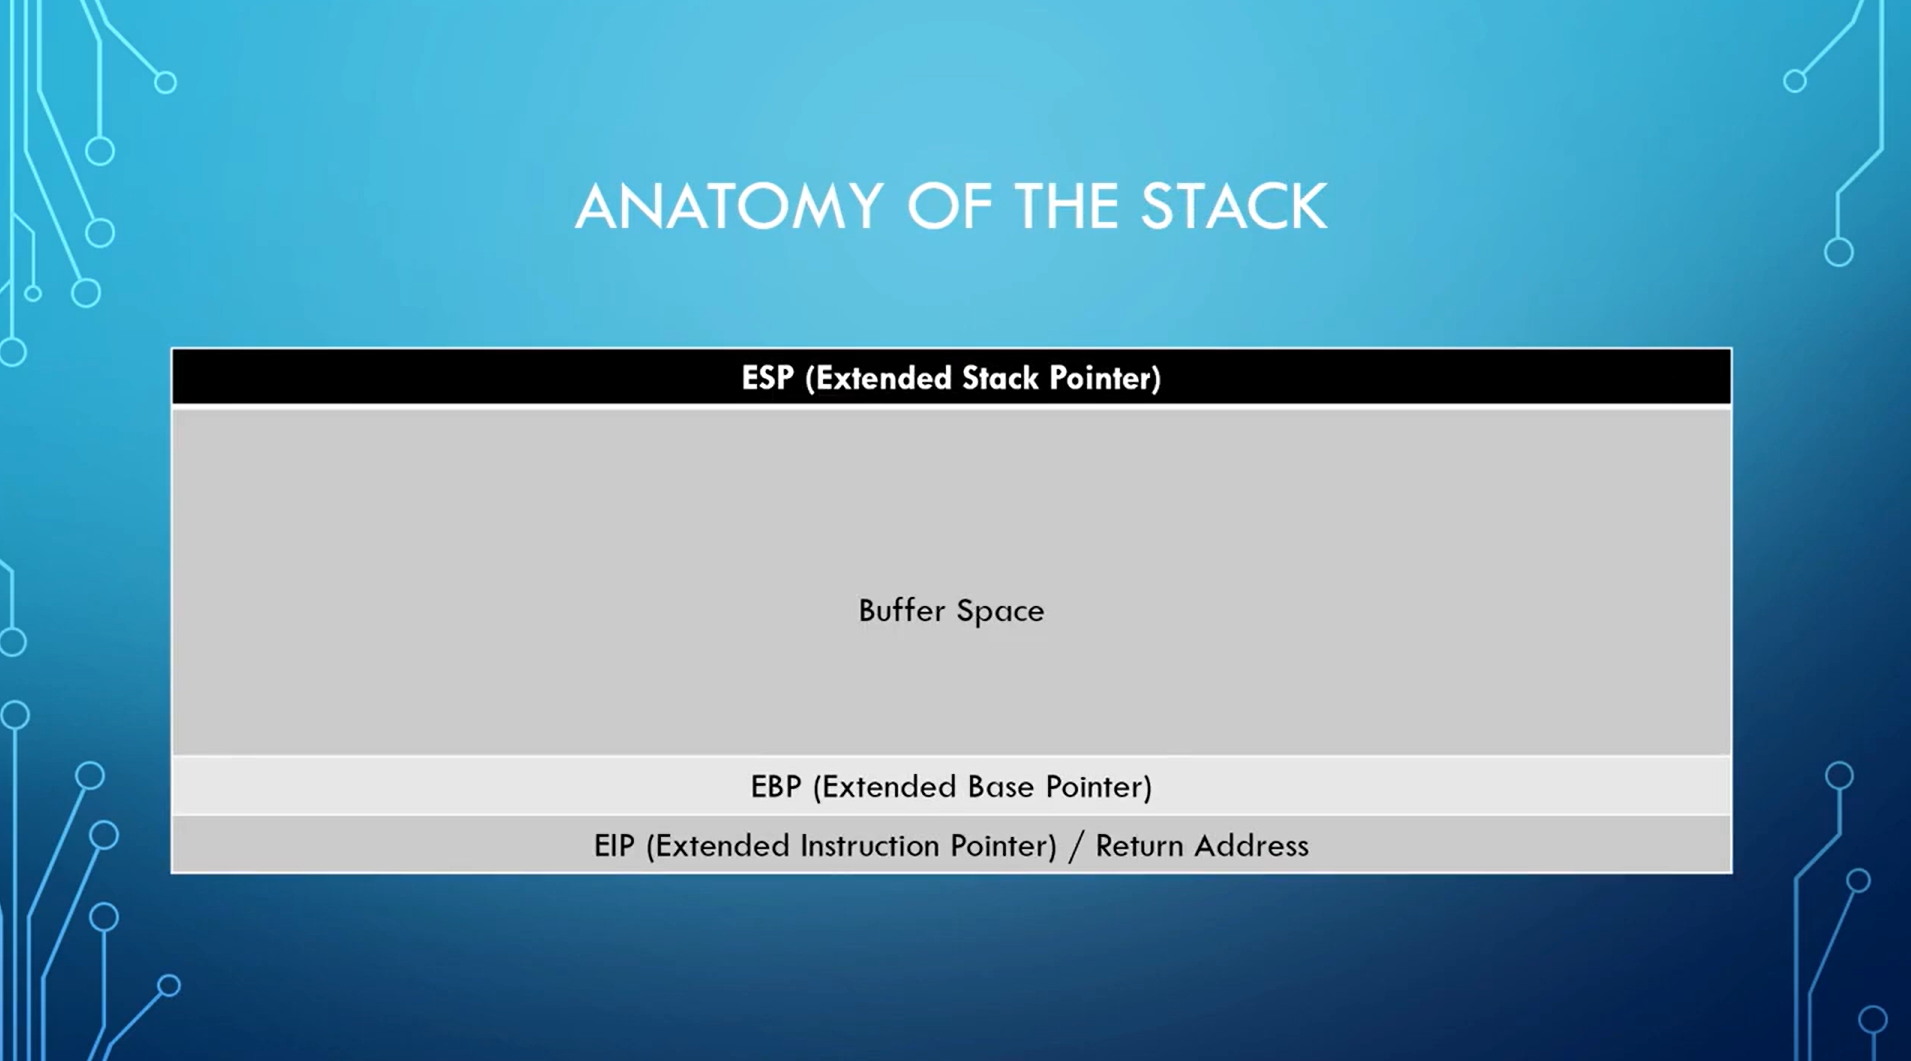 ANATOMY OF THE STACK
ESP (Extended Stack Pointer)
Buffer Space
EBP (Extended Base Pointer)
EIP (Extended Instruction Pointer) / Return Address